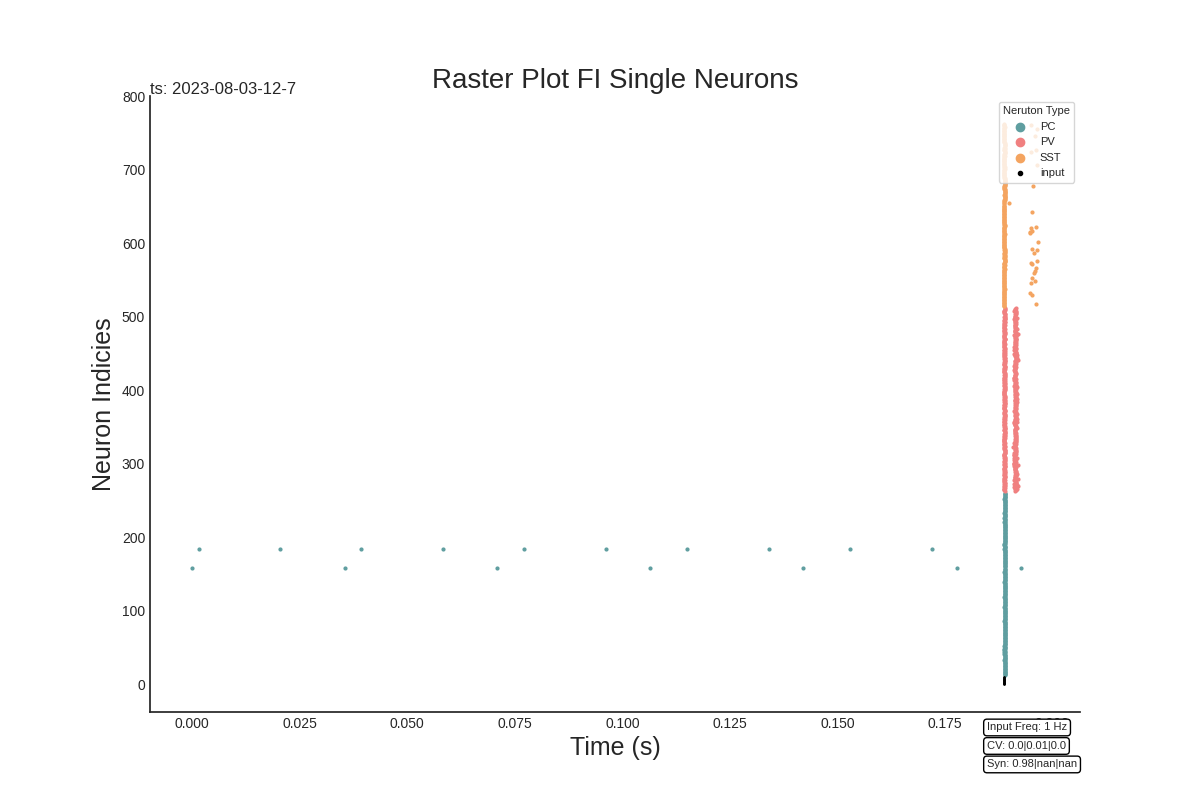 Raster Plot FI Single Neurons
ts: 2023-08-03-12-7
Neruton Type
PC
PV
SST
input
800
700
600
500
400
300
200
100
0
Neuron Indicies
0.000 0.025 0.050 0.075 0.100 0.125 0.150 0.175
Time (s)
Input Freq: 1 Hz
CV: 0.0|0.01|0.0
Syn: 0.98|nan|nan